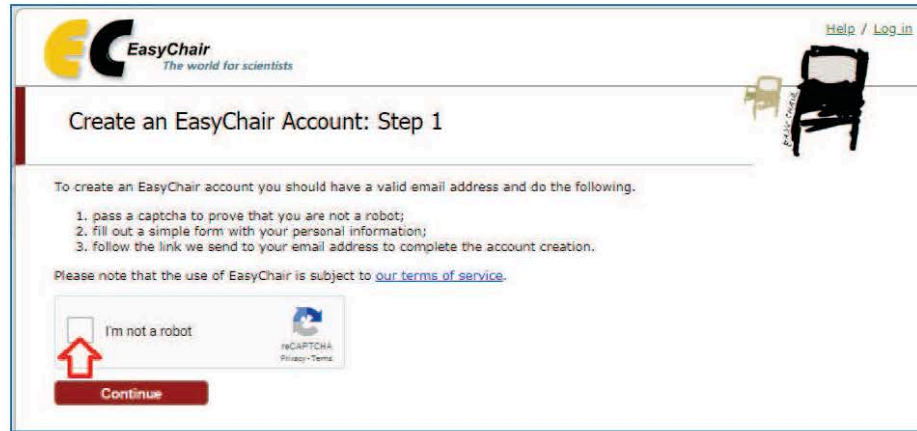 EC EasyChair
The world for scientists
Help / Log in
EASY CHAIR
Create an EasyChair Account: Step 1
To create an EasyChair account you should have a valid email address and do the following.
1. pass a captcha to prove that you are not a robot;
2. fill out a simple form with your personal information;
3. follow the link we send to your email address to complete the account creation.
Please note that the use of EasyChair is subject to our terms of service.
I'm not a robot
reCAPTCHA
Privacy - Terms
Continue